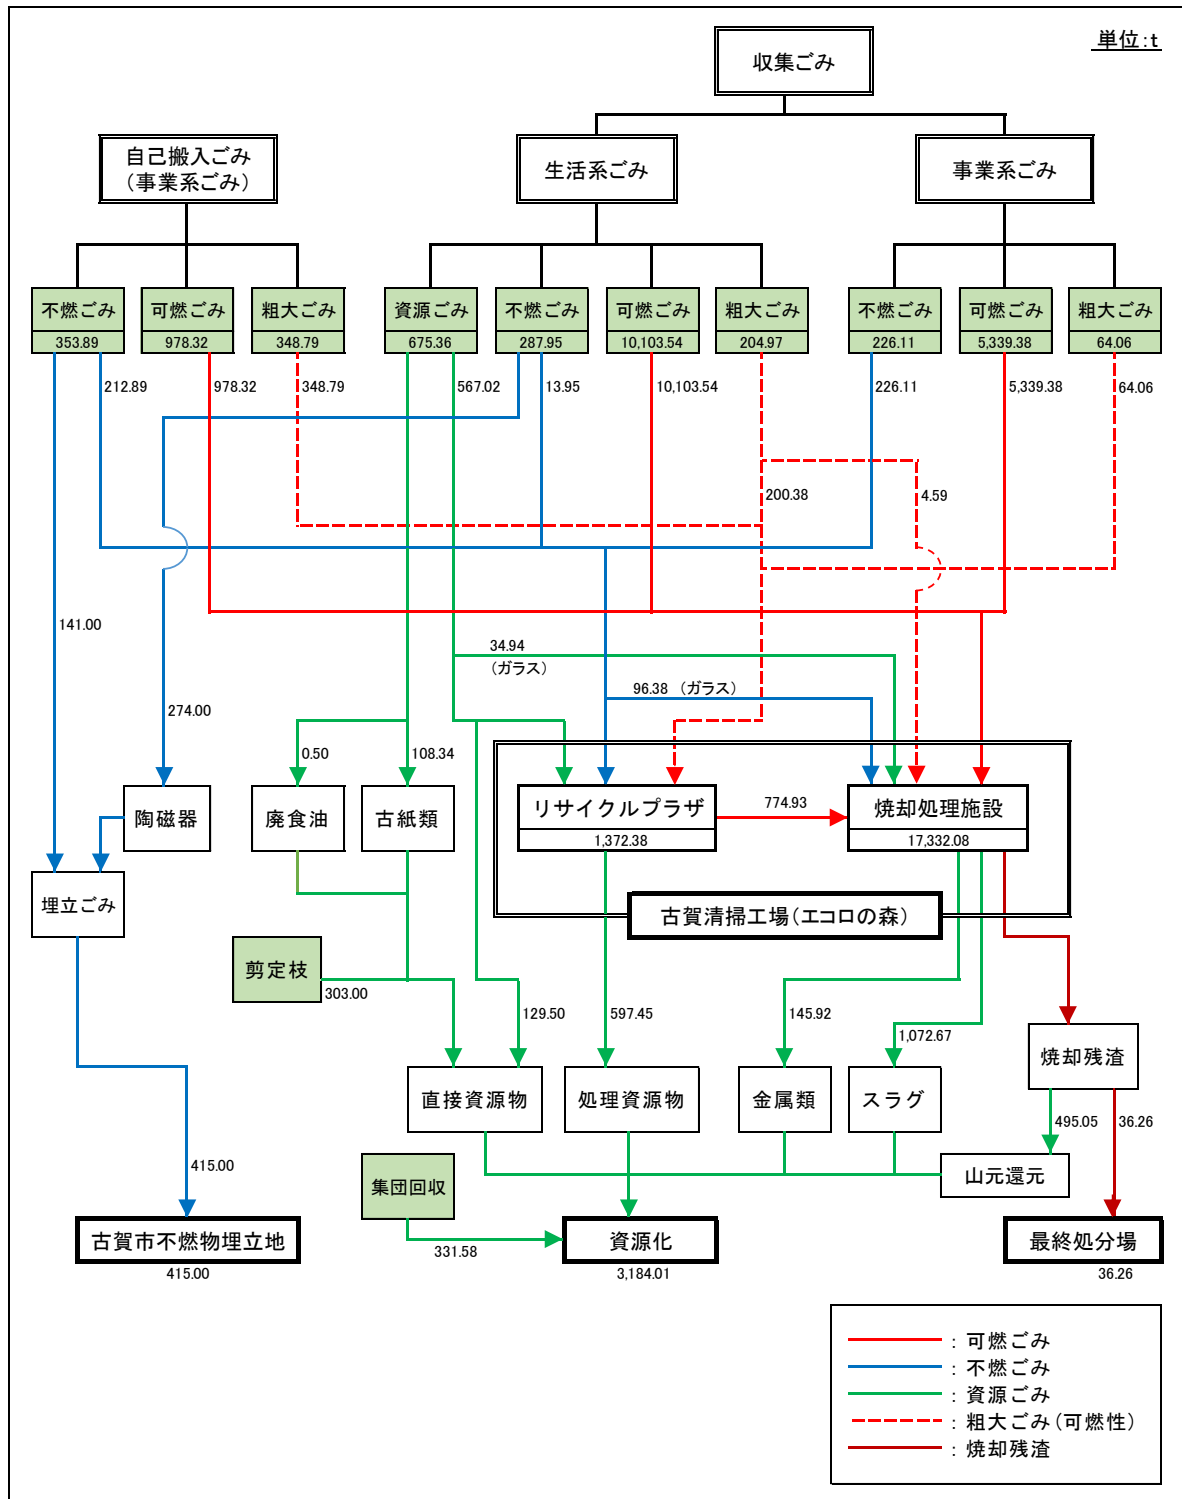 単位:t
収集ごみ
自己搬入ごみ
(事業系ごみ)
生活系ごみ
事業系ごみ
不燃ごみ
353.89
可燃ごみ
978.32
粗大ごみ
348.79
資源ごみ
675.36
不燃ごみ
287.95
可燃ごみ
10,103.54
粗大ごみ
204.97
不燃ごみ
226.11
可燃ごみ
5,339.38
粗大ごみ
64.06
212.89
978.32
348.79
567.02
13.95
10,103.54
226.11
5,339.38
64.06
200.38
4.59
141.00
34.94
(ガラス)
96.38 (ガラス)
274.00
0.50
108.34
陶磁器
廃食油
古紙類
リサイクルプラザ
1,372.38
774.93
焼却処理施設
17,332.08
埋立ごみ
古賀清掃工場(エコロの森)
剪定枝
303.00
129.50
597.45
145.92
1,072.67
焼却残渣
直接資源物
処理資源物
金属類
スラグ
495.05
36.26
415.00
集団回収
山元還元
331.58
古賀市不燃物埋立地
415.00
資源化
3,184.01
最終処分場
36.26
: 可燃ごみ
: 不燃ごみ
: 資源ごみ
: 粗大ごみ(可燃性)
: 焼却残渣